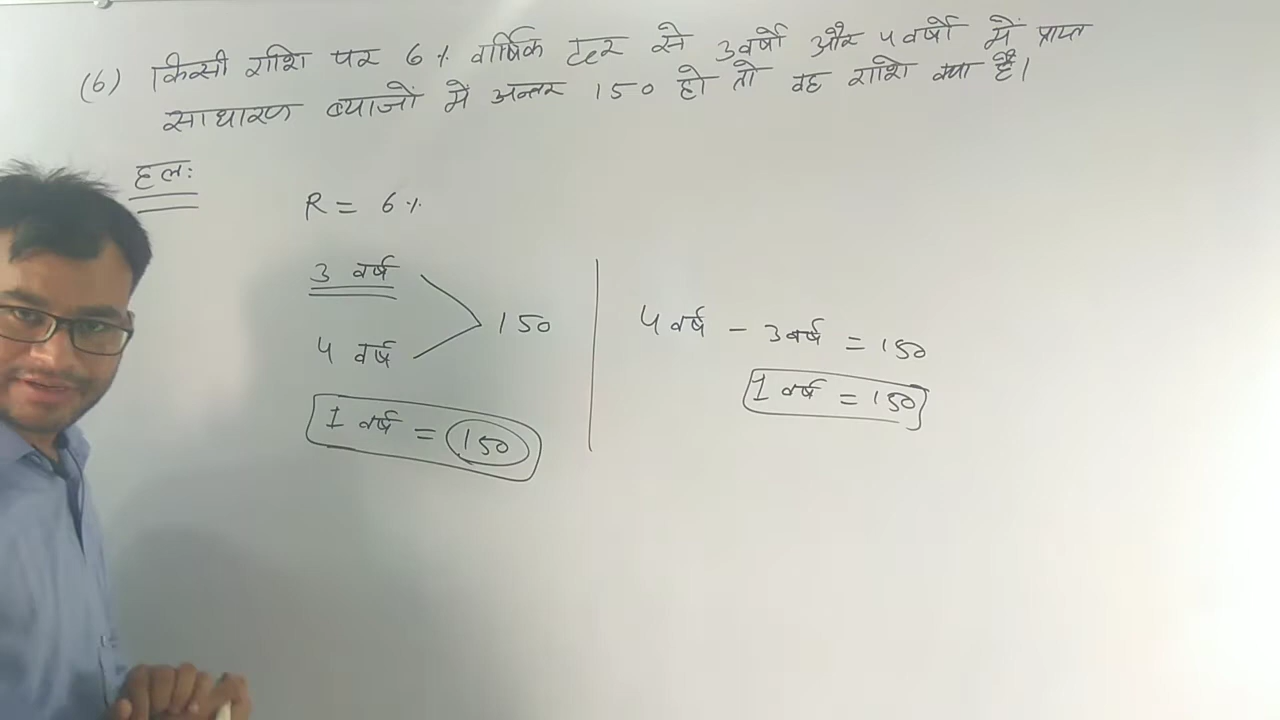 (6) किसी राशि पर 6% वार्षिक दर से 3 वर्षो और 4 वर्षो में प्राप्त
साधारण ब्याजों में अन्तर 150 हो तो वह राशि क्या है।
हल:
R = 6%
3 वर्ष
150
4 वर्ष
1 वर्ष = 150
4 वर्ष - 3 वर्ष = 150
1 वर्ष = 150